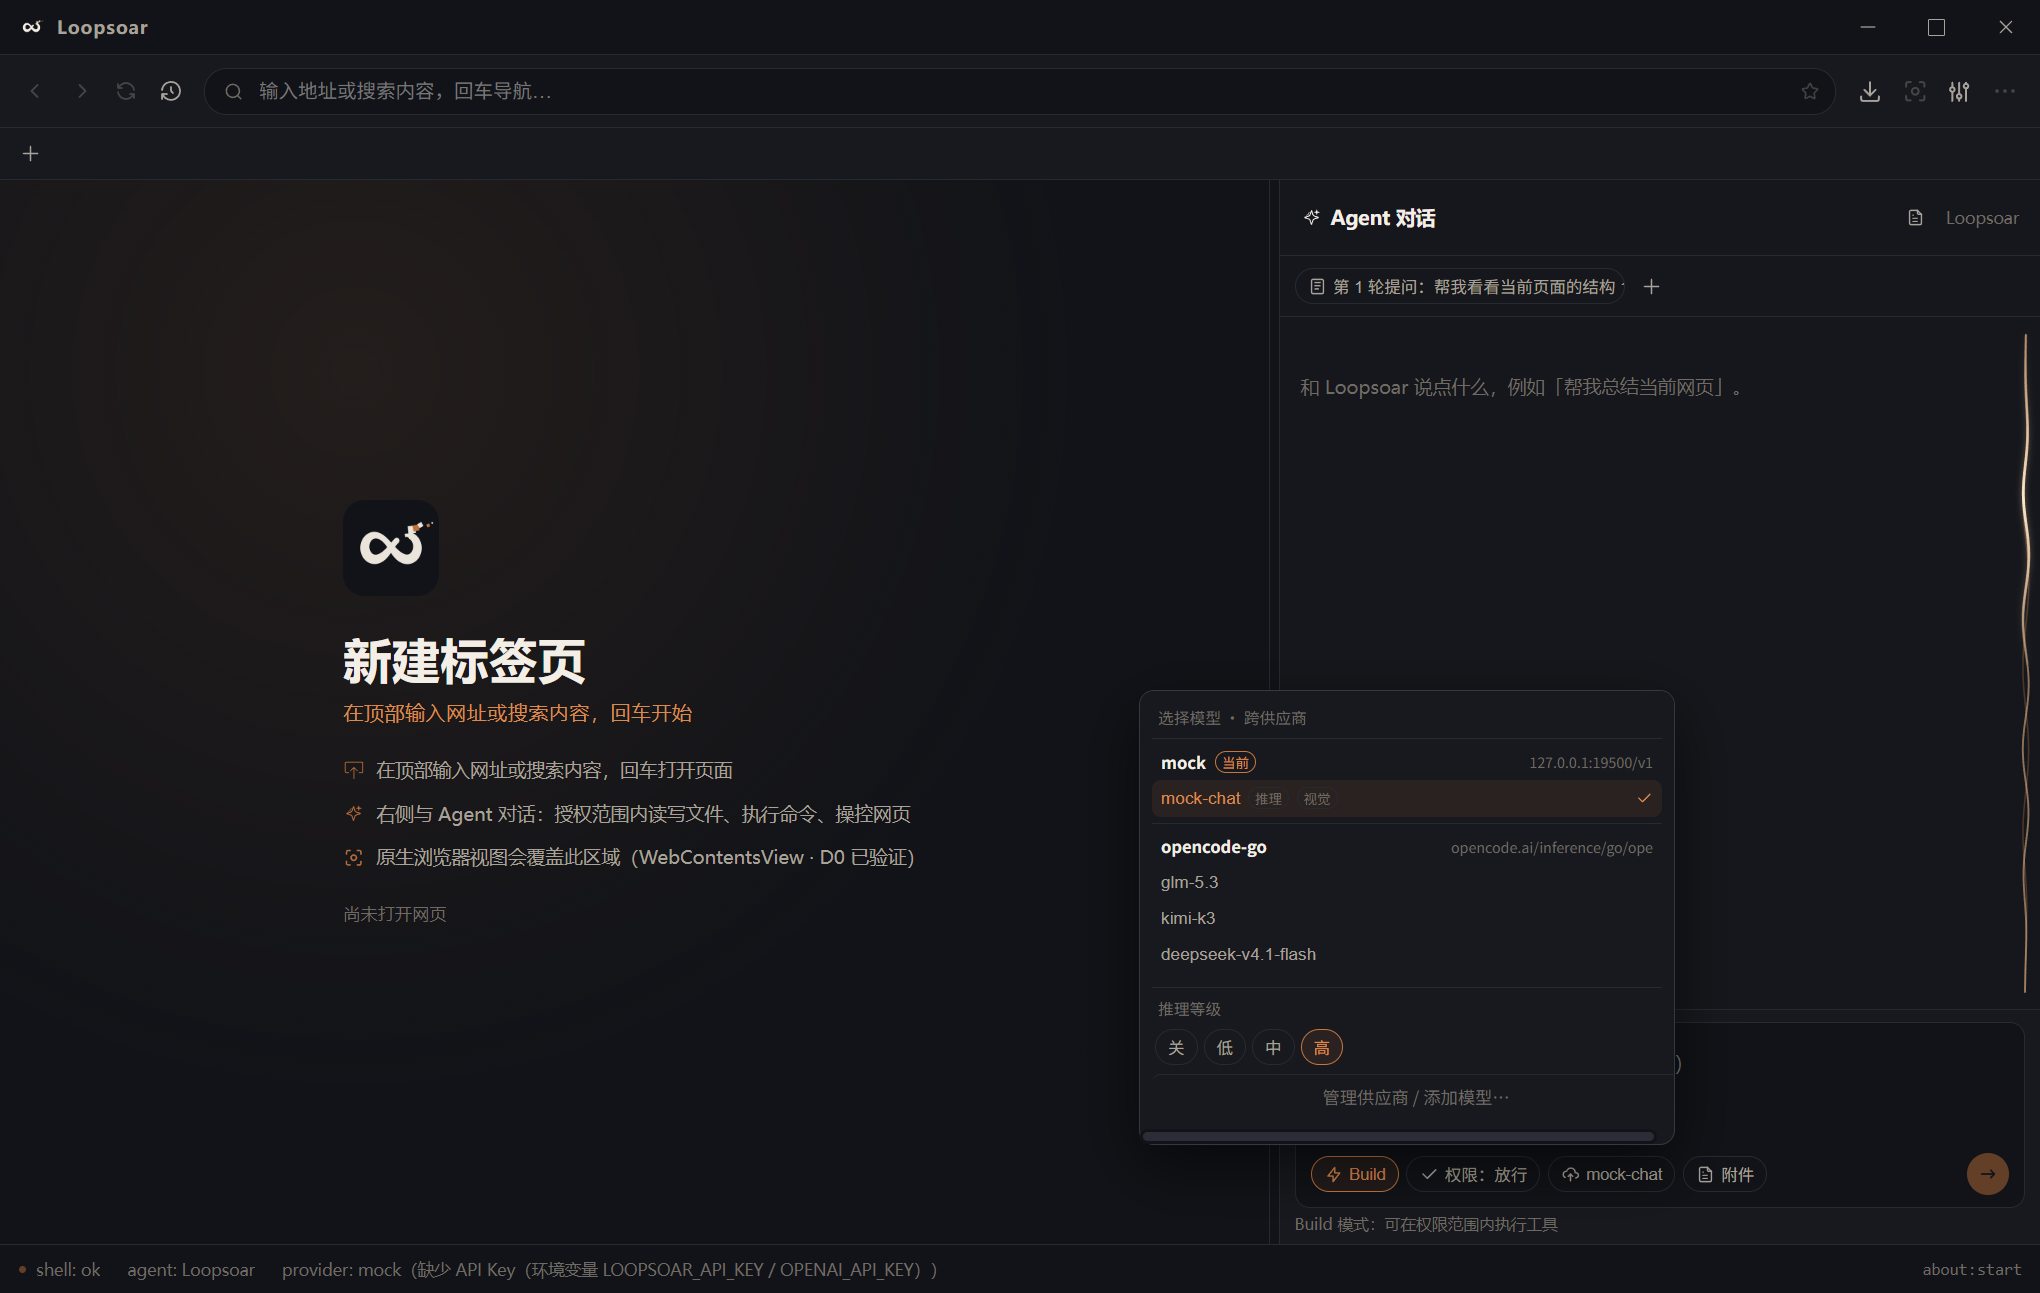 Loopsoar
输入地址或搜索内容，回车导航…
Agent 对话
Loopsoar
第 1 轮提问：帮我看看当前页面的结构
和 Loopsoar 说点什么，例如「帮我总结当前网页」。
新建标签页
在顶部输入网址或搜索内容，回车开始
在顶部输入网址或搜索内容，回车打开页面
右侧与 Agent 对话：授权范围内读写文件、执行命令、操控网页
原生浏览器视图会覆盖此区域（WebContentsView · D0 已验证）
尚未打开网页
选择模型 · 跨供应商
mock 当前 127.0.0.1:19500/v1
mock-chat 推理 视觉
opencode-go opencode.ai/inference/go/ope
glm-5.3
kimi-k3
deepseek-v4.1-flash
推理等级
关 低 中 高
管理供应商 / 添加模型…
)
Build 权限：放行 mock-chat 附件
Build 模式：可在权限范围内执行工具
shell: ok agent: Loopsoar provider: mock（缺少 API Key（环境变量 LOOPSOAR_API_KEY / OPENAI_API_KEY）） about:start